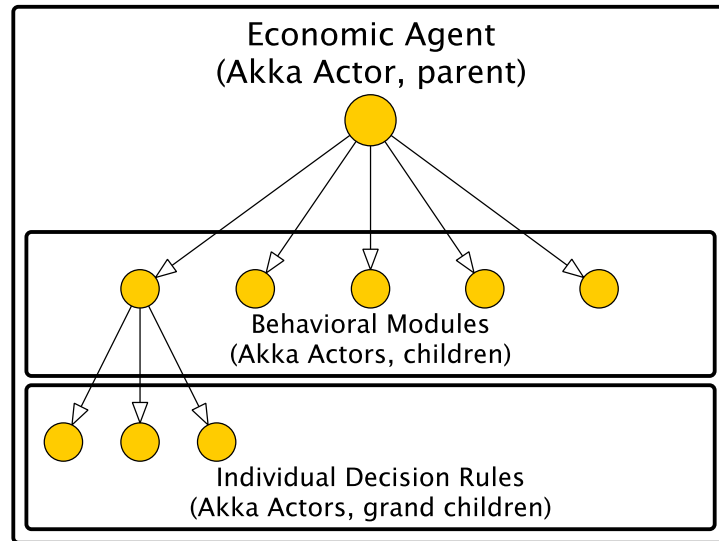 Economic Agent
(Akka Actor, parent)
Behavioral Modules
(Akka Actors, children)
Individual Decision Rules
(Akka Actors, grand children)